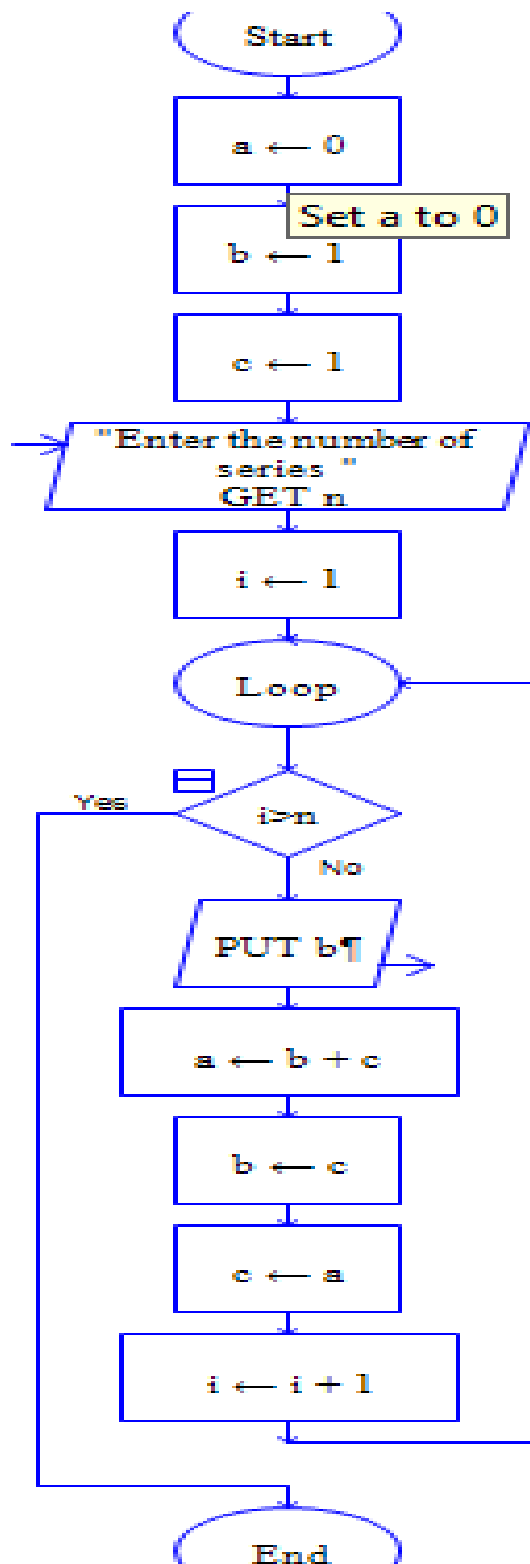 Start
a ← 0
Set a to 0
b ← 1
c ← 1
"Enter the number of
series "
GET n
i ← 1
Loop
Yes
i>n
No
PUT b¶
a ← b + c
b ← c
c ← a
i ← i + 1
End